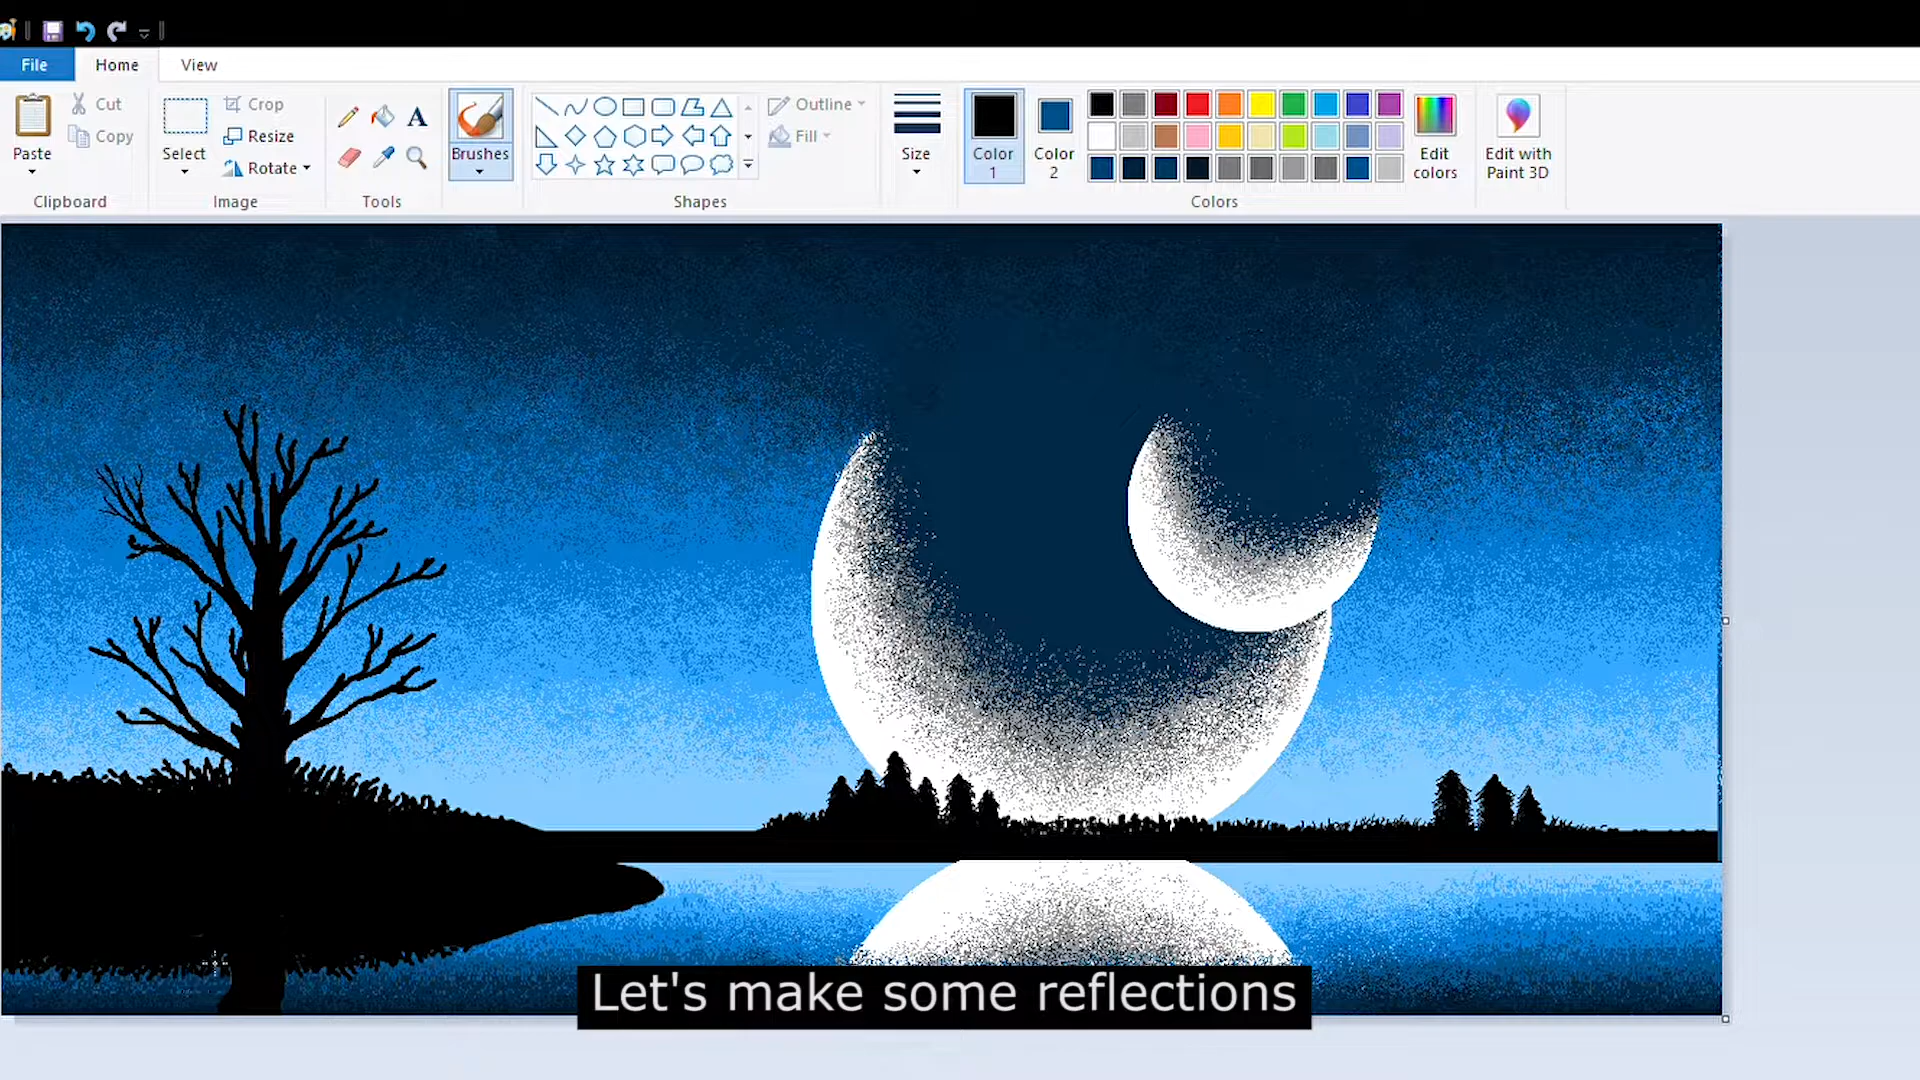 File Home View
Paste
Cut
Copy
Clipboard
Select
Crop
Resize
Rotate
Image
A
Tools
Brushes
Outline
Fill
Shapes
Size
Color
1
Color
2
Edit
colors
Colors
Edit with
Paint 3D
Let's make some reflections